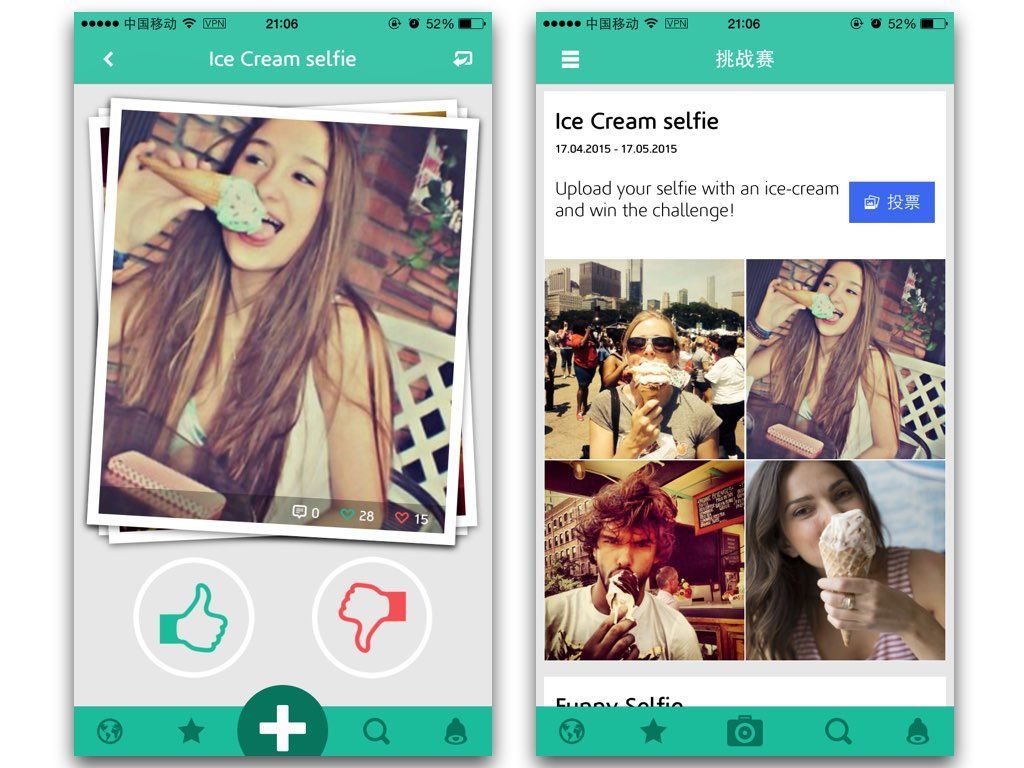 中国移动 VPN 21:06 52%
Ice Cream selfie
0 28 15
中国移动 VPN 21:06 52%
挑战赛
Ice Cream selfie
17.04.2015 - 17.05.2015
Upload your selfie with an ice-cream
and win the challenge!
投票
Funny Selfie